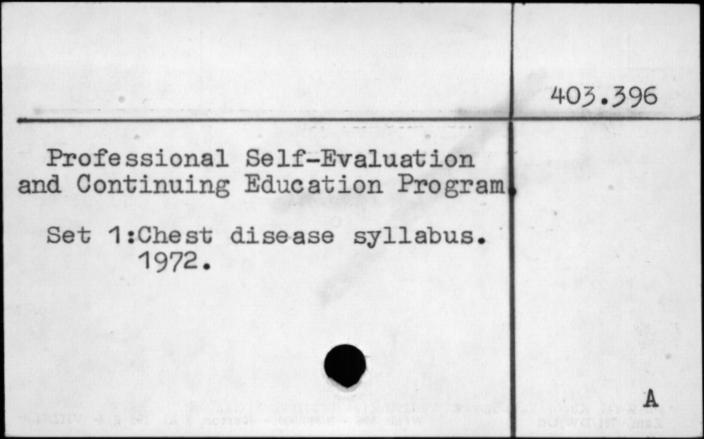 403.396
Professional Self-Evaluation
and Continuing Education Program.
Set 1:Chest disease syllabus.
1972.
A